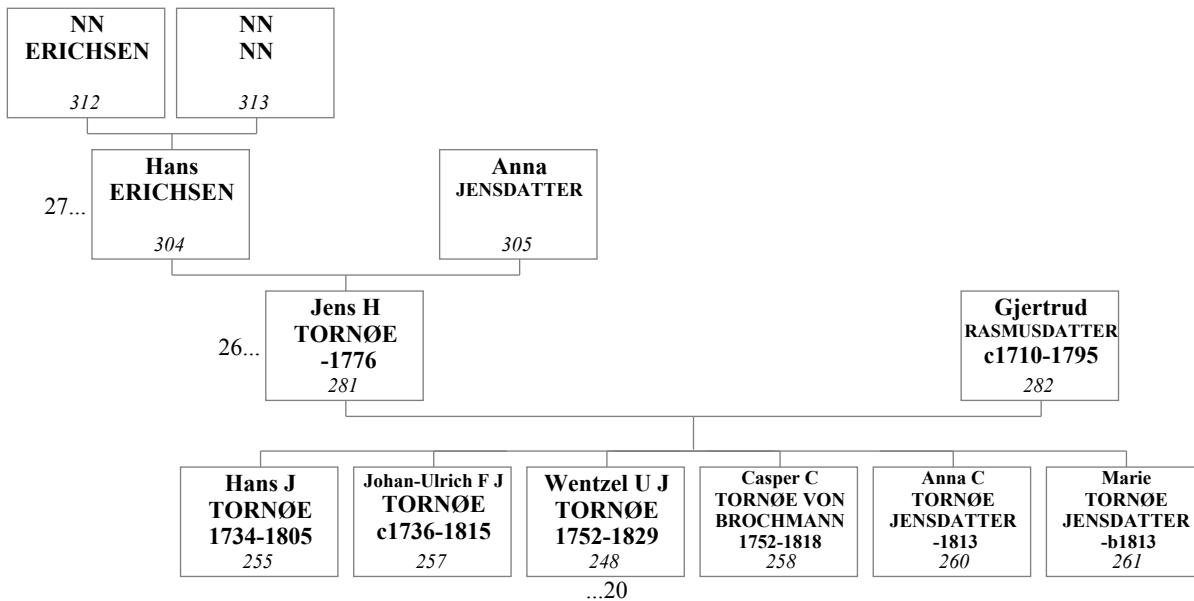 NN
ERICHSEN
312
NN
NN
313
27...
Hans
ERICHSEN
304
Anna
JENSDATTER
305
26...
Jens H
TORNØE
-1776
281
Gjertrud
RASMUSDATTER
c1710-1795
282
Hans J
TORNØE
1734-1805
255
Johan-Ulrich F J
TORNØE
c1736-1815
257
Wentzel U J
TORNØE
1752-1829
248
Casper C
TORNØE VON
BROCHMANN
1752-1818
258
Anna C
TORNØE
JENSDATTER
-1813
260
Marie
TORNØE
JENSDATTER
-b1813
261
...20